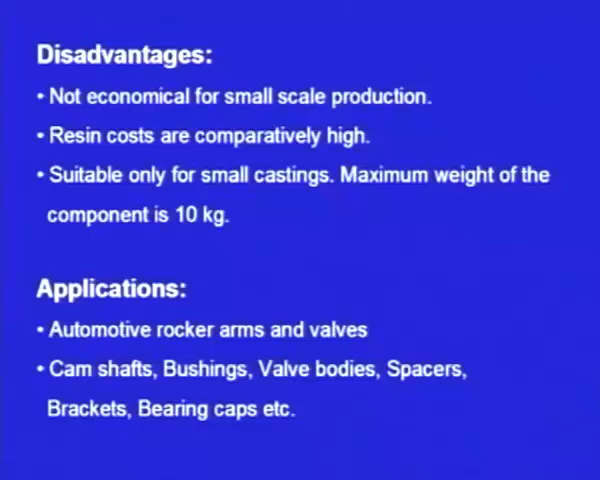 Disadvantages:
• Not economical for small scale production.
• Resin costs are comparatively high.
• Suitable only for small castings. Maximum weight of the
component is 10 kg.
Applications:
• Automotive rocker arms and valves
• Cam shafts, Bushings, Valve bodies, Spacers,
Brackets, Bearing caps etc.